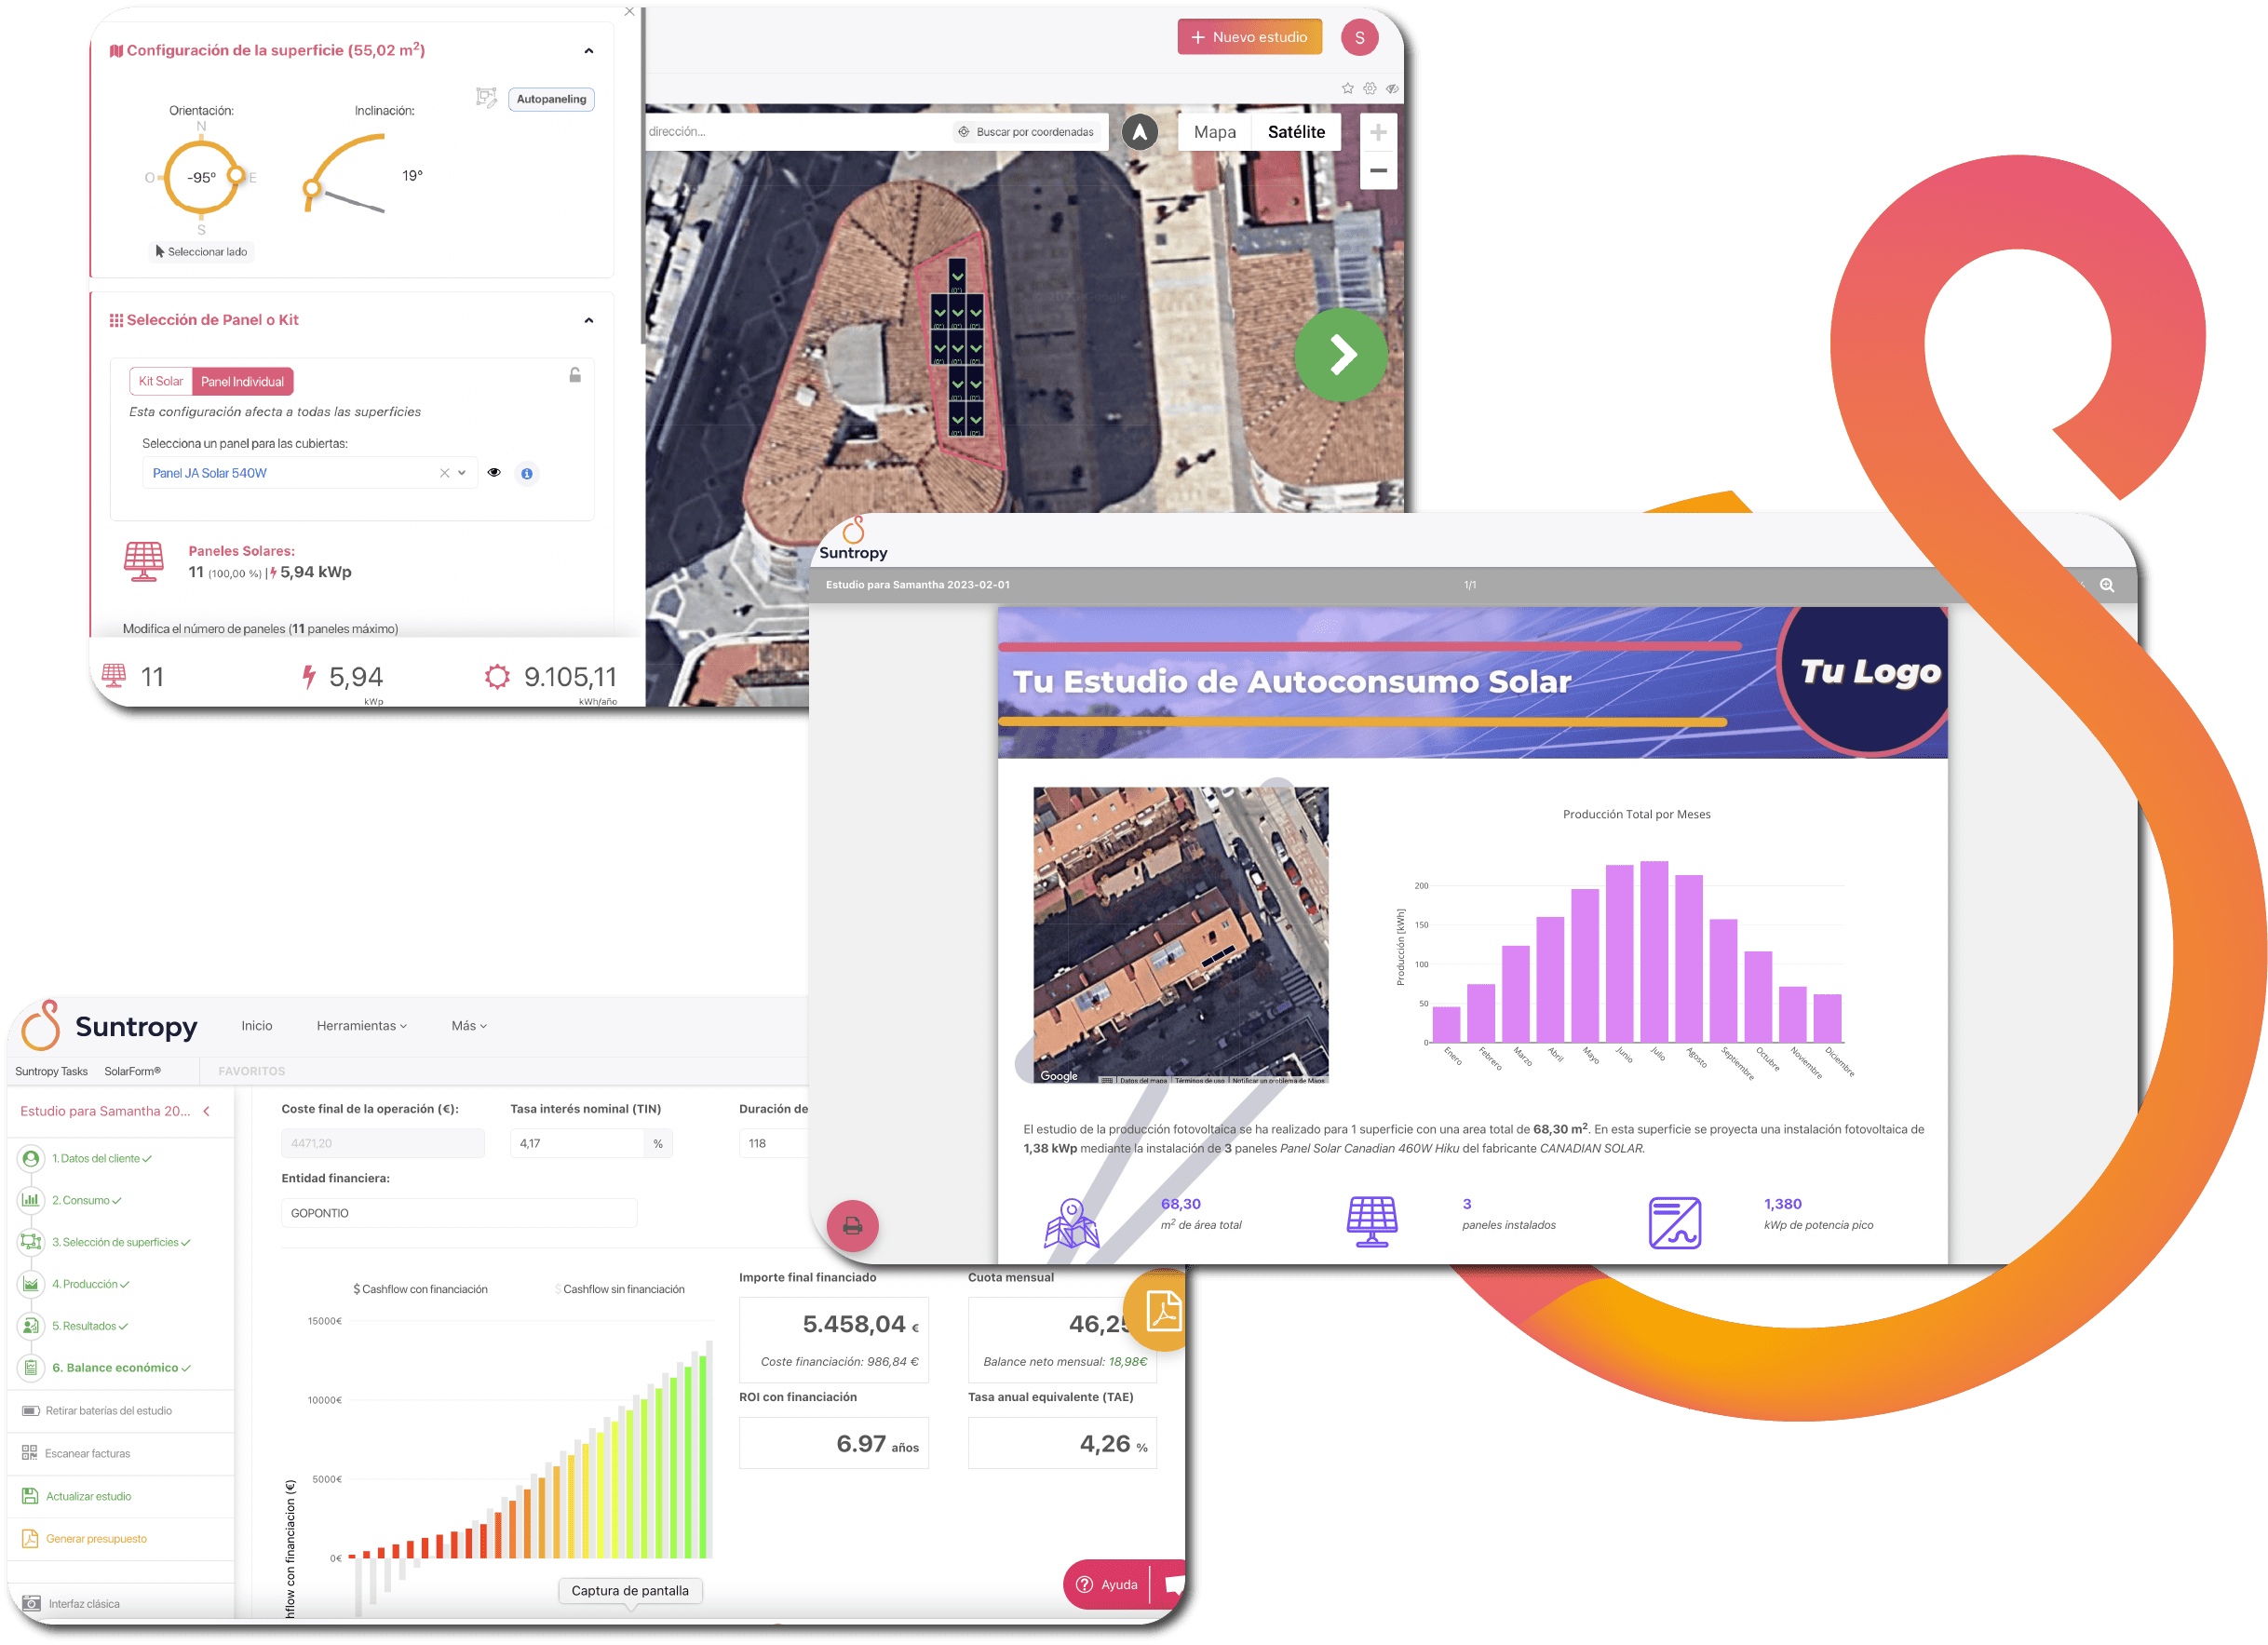 Configuración de la superficie (55,02 m²)
Autopaneling
Orientación:
Inclinación:
N
O
-95º
E
19°
S
Seleccionar lado
Selección de Panel o Kit
Kit Solar
Panel Individual
Esta configuración afecta a todas las superficies
Selecciona un panel para las cubiertas:
Panel JA Solar 540W
Paneles Solares:
11 (100,00 %) | 5,94 kWp
Modifica el número de paneles (11 paneles máximo)
11
5,94
kWp
9.105,11
kWh/año
+ Nuevo estudio
S
dirección...
Buscar por coordenadas
Mapa
Satélite
Suntropy
Estudio para Samantha 2023-02-01
1/1
Tu Estudio de Autoconsumo Solar
Tu Logo
Google
Datos del mapa
Términos de uso
Notificar un problema de Maps
Producción Total por Meses
Producción [kWh]
200
150
100
50
0
Enero
Febrero
Marzo
Abril
Mayo
Junio
Julio
Agosto
Septiembre
Octubre
Noviembre
Diciembre
El estudio de la producción fotovoltaica se ha realizado para 1 superficie con una area total de 68,30 m². En esta superficie se proyecta una instalación fotovoltaica de
1,38 kWp mediante la instalación de 3 paneles Panel Solar Canadian 460W Hiku del fabricante CANADIAN SOLAR.
68,30
m² de área total
3
paneles instalados
1,380
kWp de potencia pico
Suntropy
Inicio
Herramientas
Más
Suntropy Tasks
SolarForm®
FAVORITOS
Estudio para Samantha 20...
1. Datos del cliente
2. Consumo
3. Selección de superficies
4. Producción
5. Resultados
6. Balance económico
Retirar baterías del estudio
Escanear facturas
Actualizar estudio
Generar presupuesto
Interfaz clásica
Coste final de la operación (€):
4471,20
Tasa interés nominal (TIN)
4,17
%
Duración de
118
Entidad financiera:
GOPONTIO
$ Cashflow con financiación
$ Cashflow sin financiación
15000€
10000€
5000€
0€
hflow con financiacion (€)
Importe final financiado
5.458,04 €
Coste financiación: 986,84 €
Cuota mensual
46,25
Balance neto mensual: 18,98€
ROI con financiación
6.97 años
Tasa anual equivalente (TAE)
4,26 %
Captura de pantalla
Ayuda